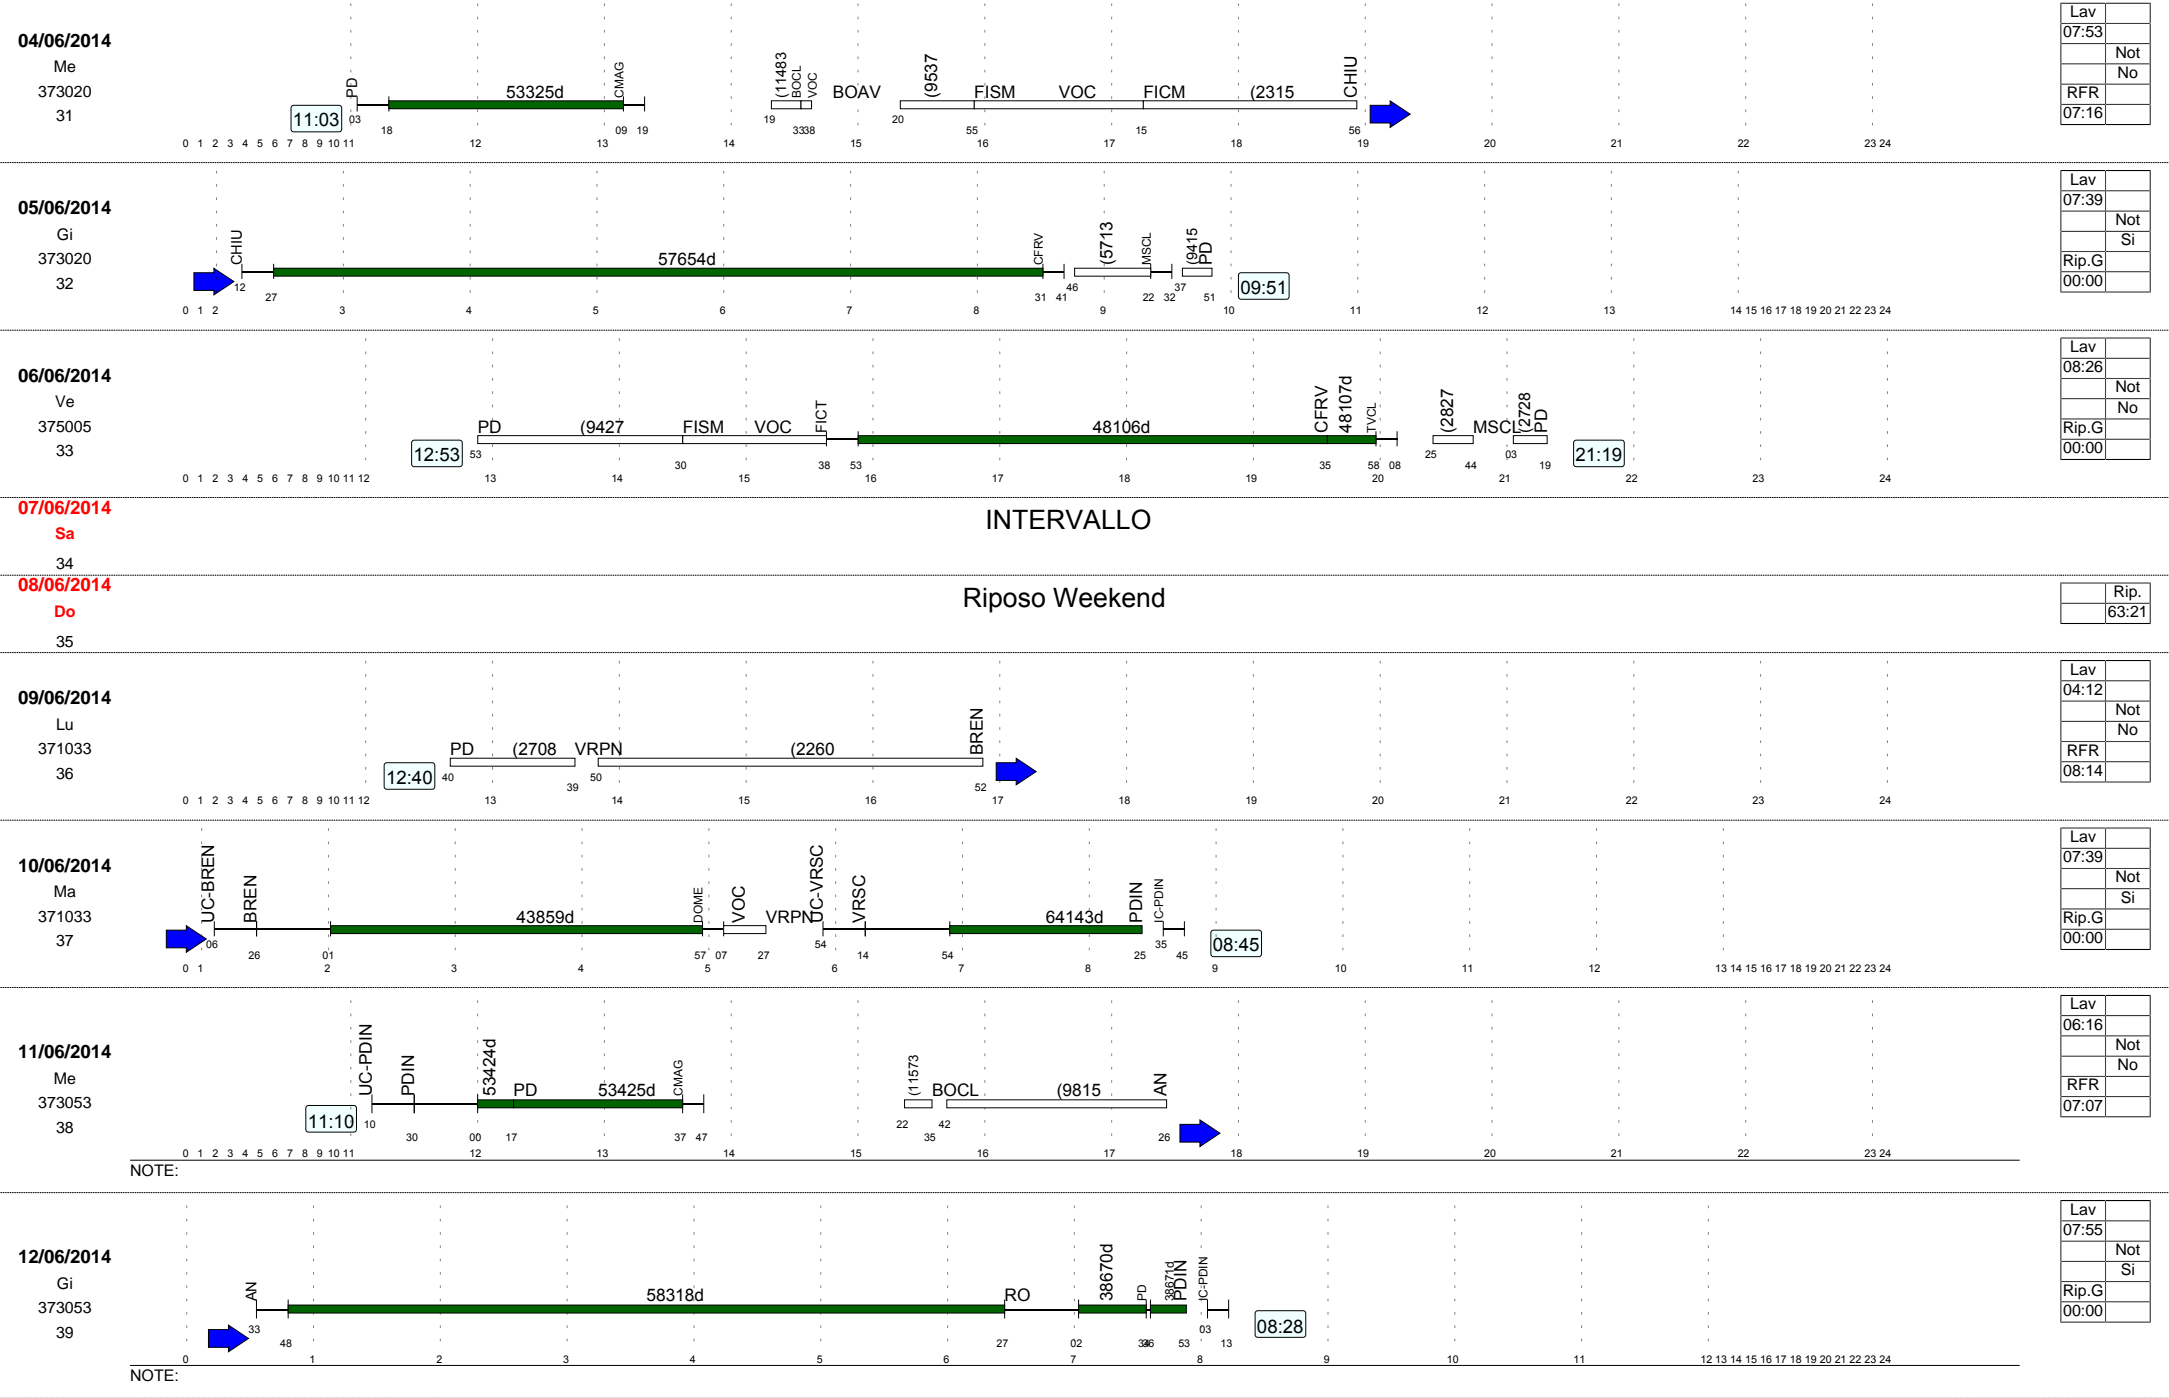 04/06/2014
Me
373020
31
11:03
PD 53325d CMAG (11483 BOCL VOC BOAV (9537 FISM VOC FICM (2315 CHIU
03 18 09 19 19 33 38 20 55 15 56
0 1 2 3 4 5 6 7 8 9 10 11 12 13 14 15 16 17 18 19 20 21 22 23 24
Lav
07:53
Not
No
RFR
07:16
05/06/2014
Gi
373020
32
CHIU 57654d CFRV (5713 MSCL (9415 PD
12 27 31 41 46 22 32 37 51
09:51
0 1 2 3 4 5 6 7 8 9 10 11 12 13 14 15 16 17 18 19 20 21 22 23 24
Lav
07:39
Not
Si
Rip.G
00:00
06/06/2014
Ve
375005
33
12:53
PD (9427 FISM VOC FICT 48106d CFRV 48107d TVCL (2827 MSCL (2728 PD
53 30 38 53 35 58 08 25 44 03 19
21:19
0 1 2 3 4 5 6 7 8 9 10 11 12 13 14 15 16 17 18 19 20 21 22 23 24
Lav
08:26
Not
No
Rip.G
00:00
07/06/2014
Sa
34
INTERVALLO
08/06/2014
Do
35
Riposo Weekend
Rip.
63:21
09/06/2014
Lu
371033
36
12:40
PD (2708 VRPN (2260 BREN
40 39 50 52
0 1 2 3 4 5 6 7 8 9 10 11 12 13 14 15 16 17 18 19 20 21 22 23 24
Lav
04:12
Not
No
RFR
08:14
10/06/2014
Ma
371033
37
UC-BREN BREN 43859d DOME VOC VRPN UC-VRSC VRSC 64143d PDIN UC-PDIN
06 26 01 57 07 27 54 14 54 25 35 45
08:45
0 1 2 3 4 5 6 7 8 9 10 11 12 13 14 15 16 17 18 19 20 21 22 23 24
Lav
07:39
Not
Si
Rip.G
00:00
11/06/2014
Me
373053
38
11:10
UC-PDIN PDIN 53424d PD 53425d CMAG (11573 BOCL (9815 AN
10 30 00 17 37 47 22 35 42 26
0 1 2 3 4 5 6 7 8 9 10 11 12 13 14 15 16 17 18 19 20 21 22 23 24
NOTE:
Lav
06:16
Not
No
RFR
07:07
12/06/2014
Gi
373053
39
AN 58318d RO 38670d PD 38671d PDIN UC-PDIN
33 48 27 02 34 36 53 03 13
08:28
0 1 2 3 4 5 6 7 8 9 10 11 12 13 14 15 16 17 18 19 20 21 22 23 24
NOTE:
Lav
07:55
Not
Si
Rip.G
00:00